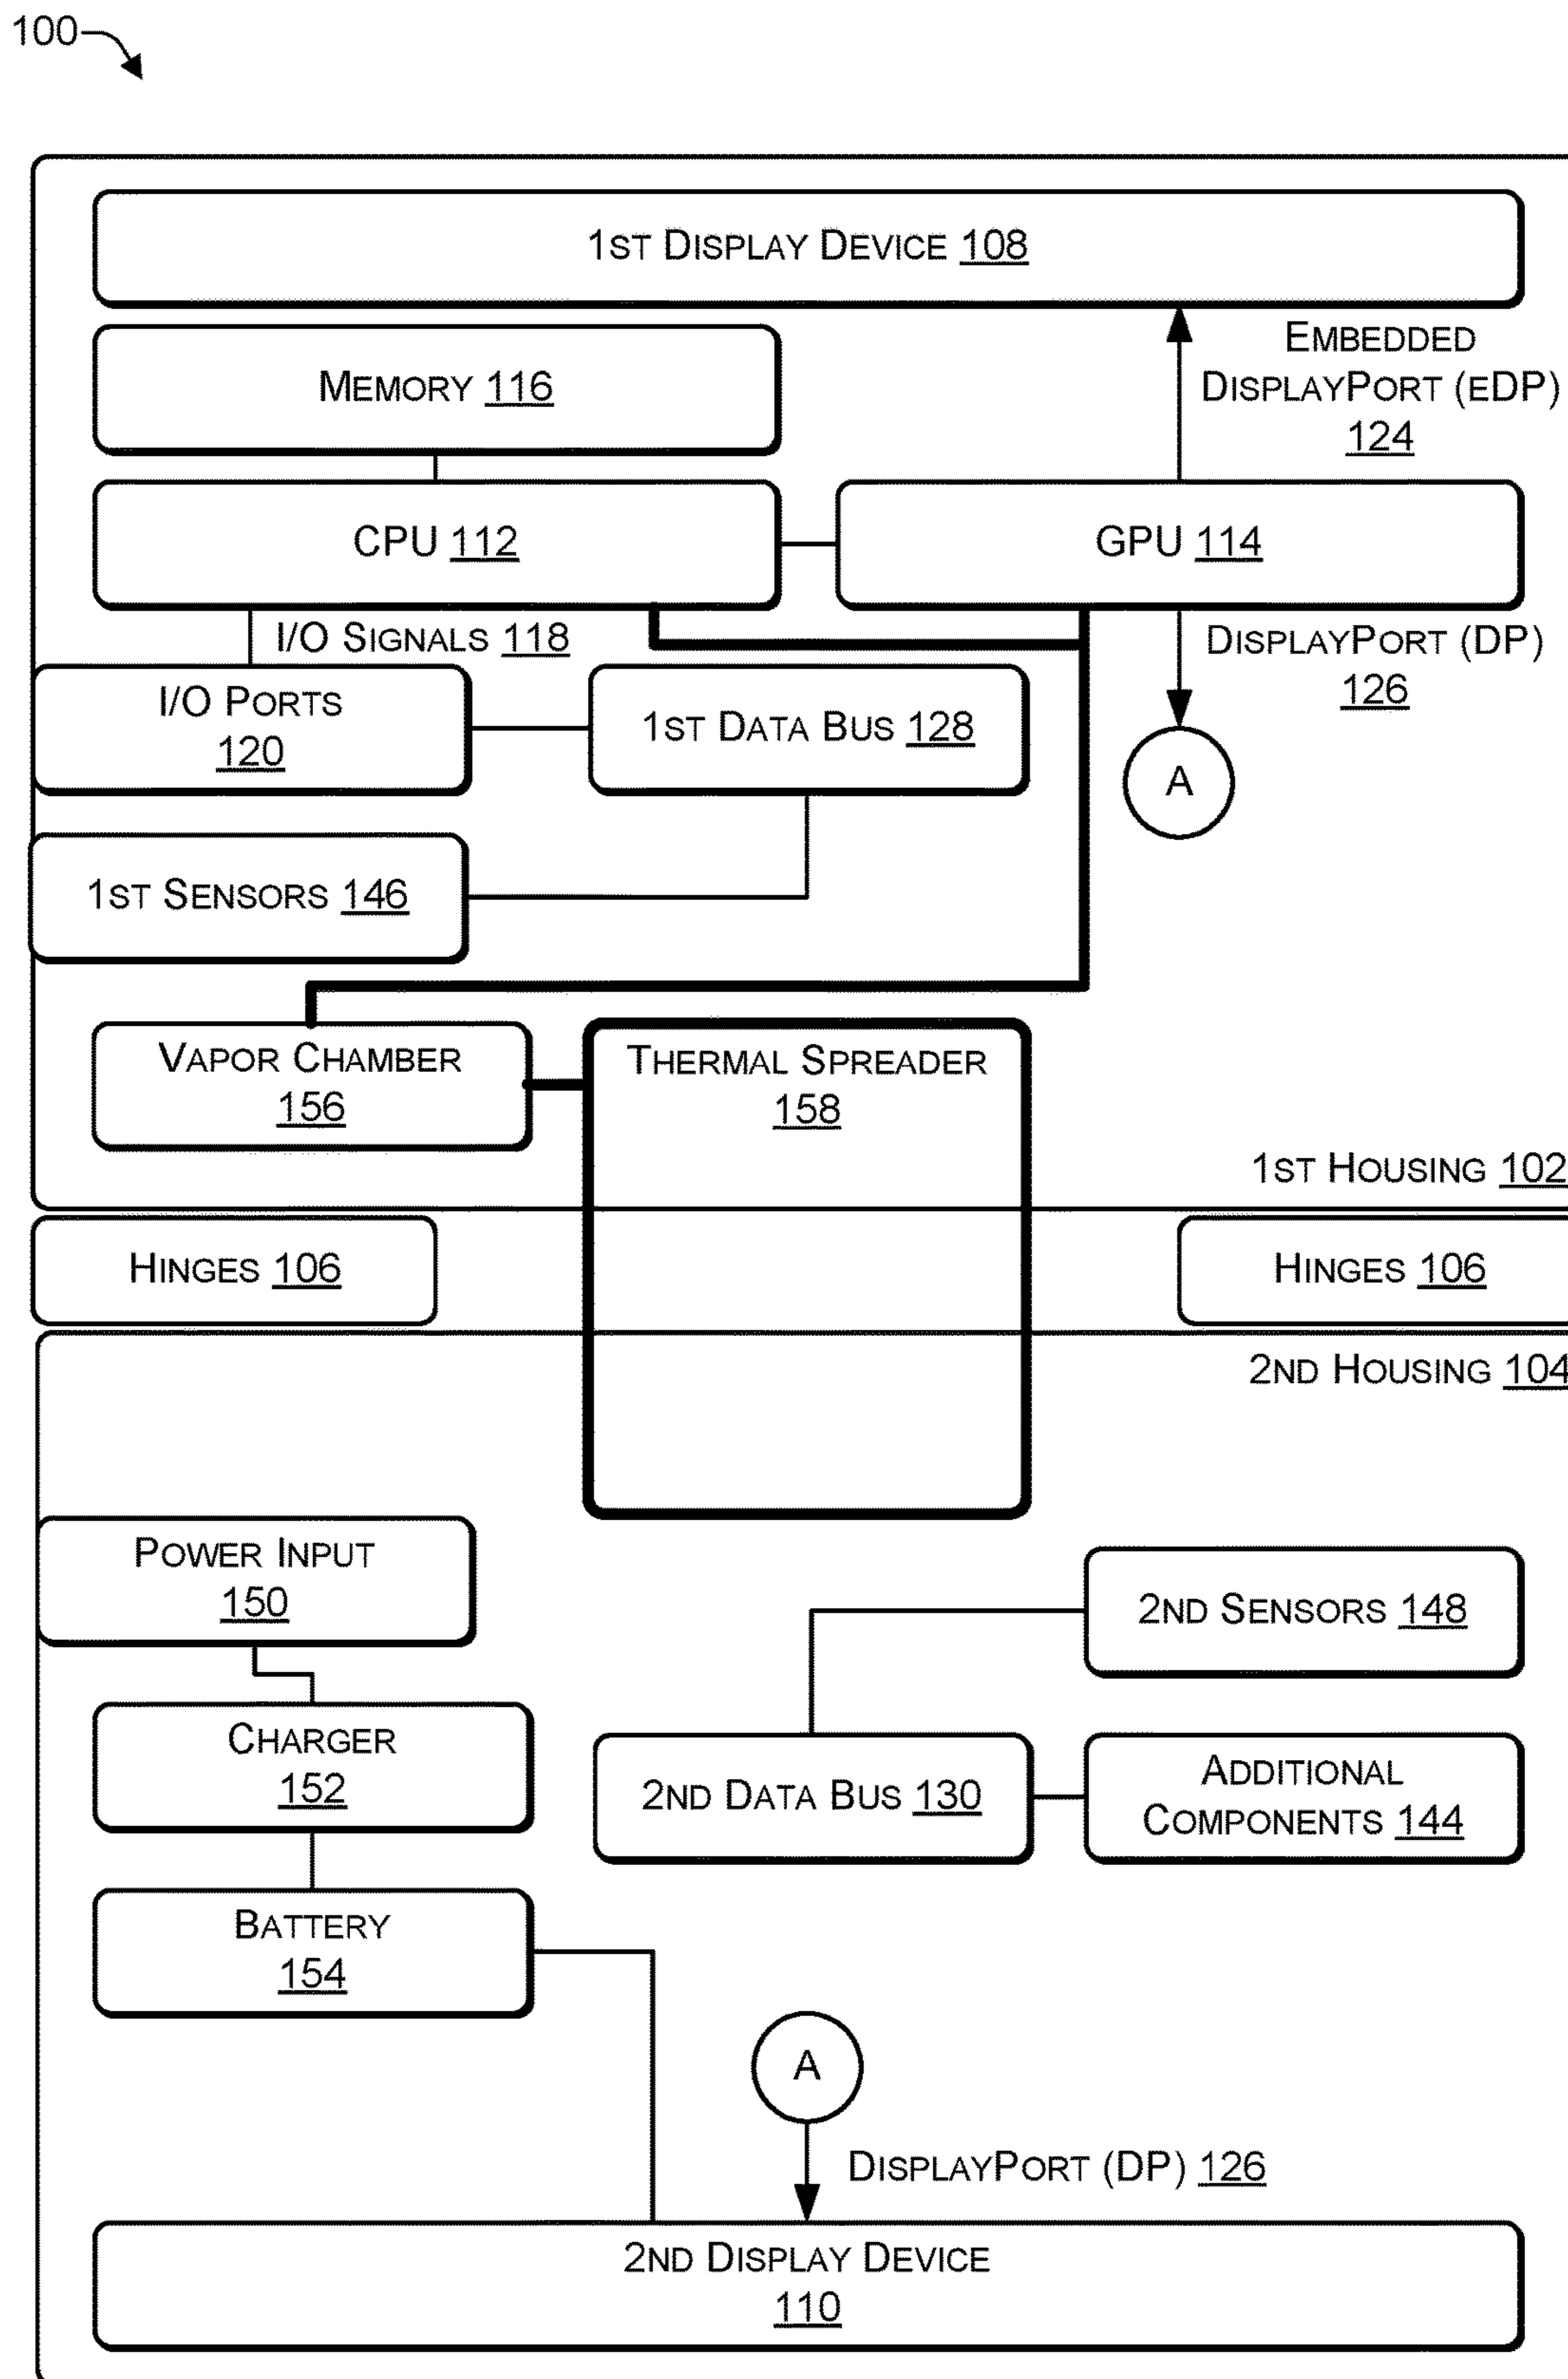 100
1ST DISPLAY DEVICE 108
MEMORY 116
EMBEDDED
DISPLAYPORT (EDP)
124
CPU 112
GPU 114
I/O SIGNALS 118
DISPLAYPORT (DP)
126
I/O PORTS
120
1ST DATA BUS 128
A
1ST SENSORS 146
VAPOR CHAMBER
156
THERMAL SPREADER
158
1ST HOUSING 102
HINGES 106
HINGES 106
2ND HOUSING 104
POWER INPUT
150
2ND SENSORS 148
CHARGER
152
2ND DATA BUS 130
ADDITIONAL
COMPONENTS 144
BATTERY
154
A
DISPLAYPORT (DP) 126
2ND DISPLAY DEVICE
110